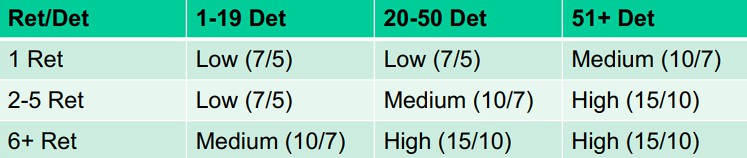 Ret/Det 1-19 Det 20-50 Det 51+ Det
1 Ret Low (7/5) Low (7/5) Medium (10/7)
2-5 Ret Low (7/5) Medium (10/7) High (15/10)
6+ Ret Medium (10/7) High (15/10) High (15/10)